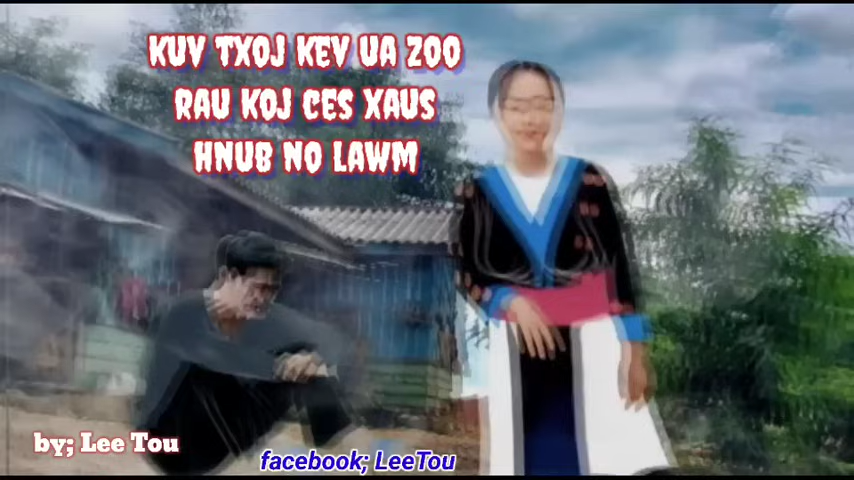 KUV TXOJ KEV UA ZOO
RAU KOJ CES XAUS
HNUB NO LAWM
by; Lee Tou
facebook; LeeTou